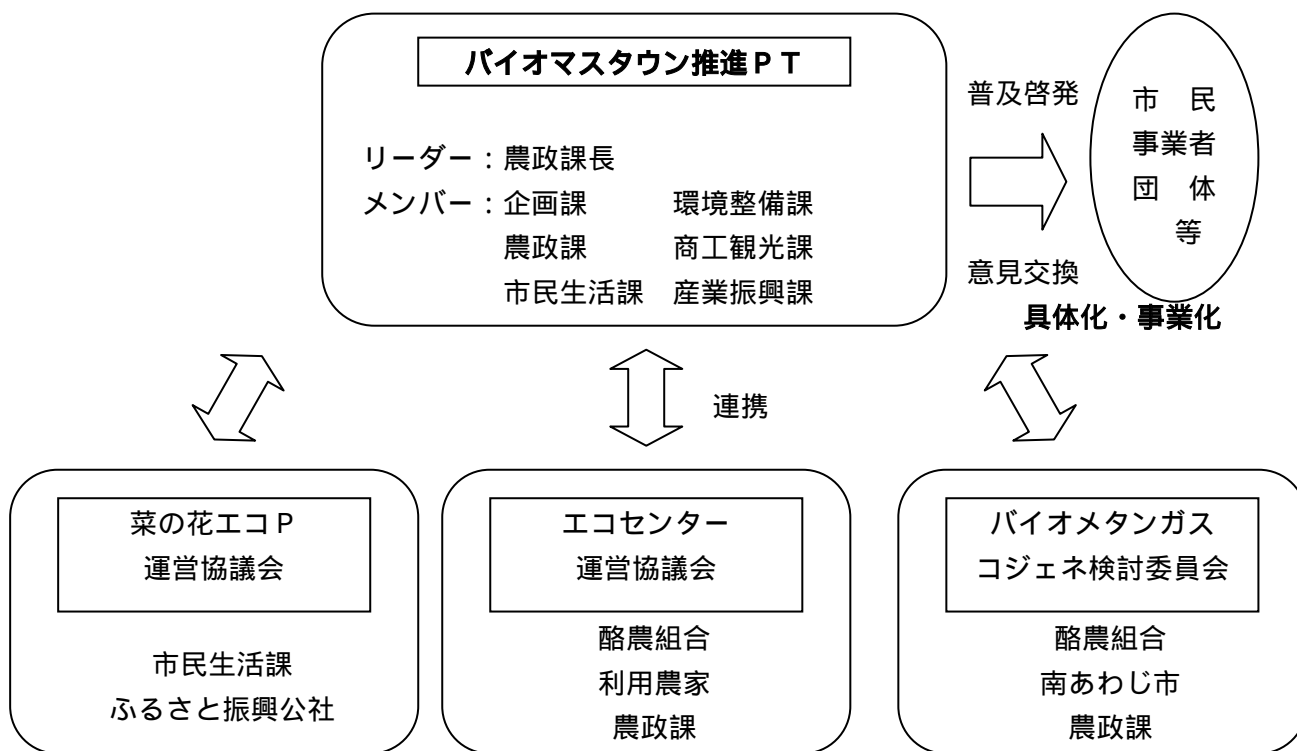 バイオマスタウン推進ＰＴ
リーダー：農政課長
メンバー：企画課　環境整備課
農政課　商工観光課
市民生活課　産業振興課
普及啓発
意見交換
市　民
事業者
団　体
等
具体化・事業化
連携
菜の花エコＰ
運営協議会
市民生活課
ふるさと振興公社
エコセンター
運営協議会
酪農組合
利用農家
農政課
バイオメタンガス
コジェネ検討委員会
酪農組合
南あわじ市
農政課